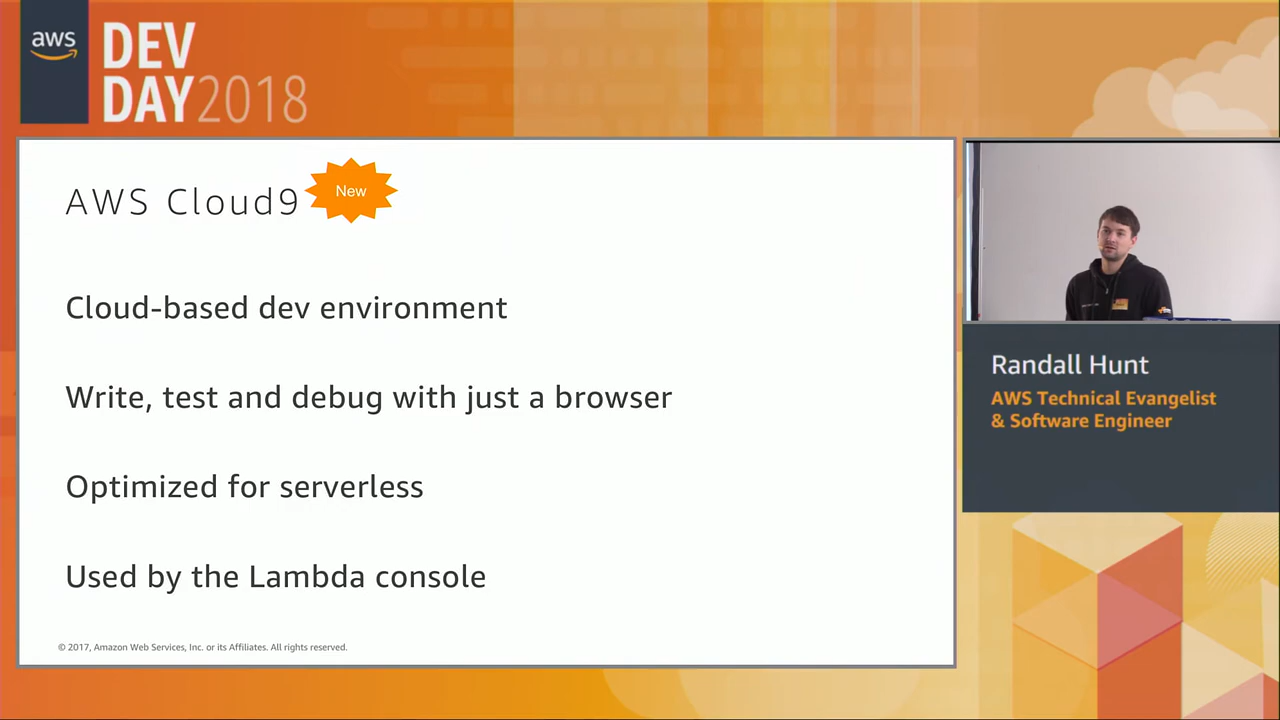 aws
DEV
DAY2018
AWS Cloud9
New
Cloud-based dev environment
Write, test and debug with just a browser
Optimized for serverless
Used by the Lambda console
© 2017, Amazon Web Services, Inc. or its Affiliates. All rights reserved.
Randall Hunt
AWS Technical Evangelist
& Software Engineer